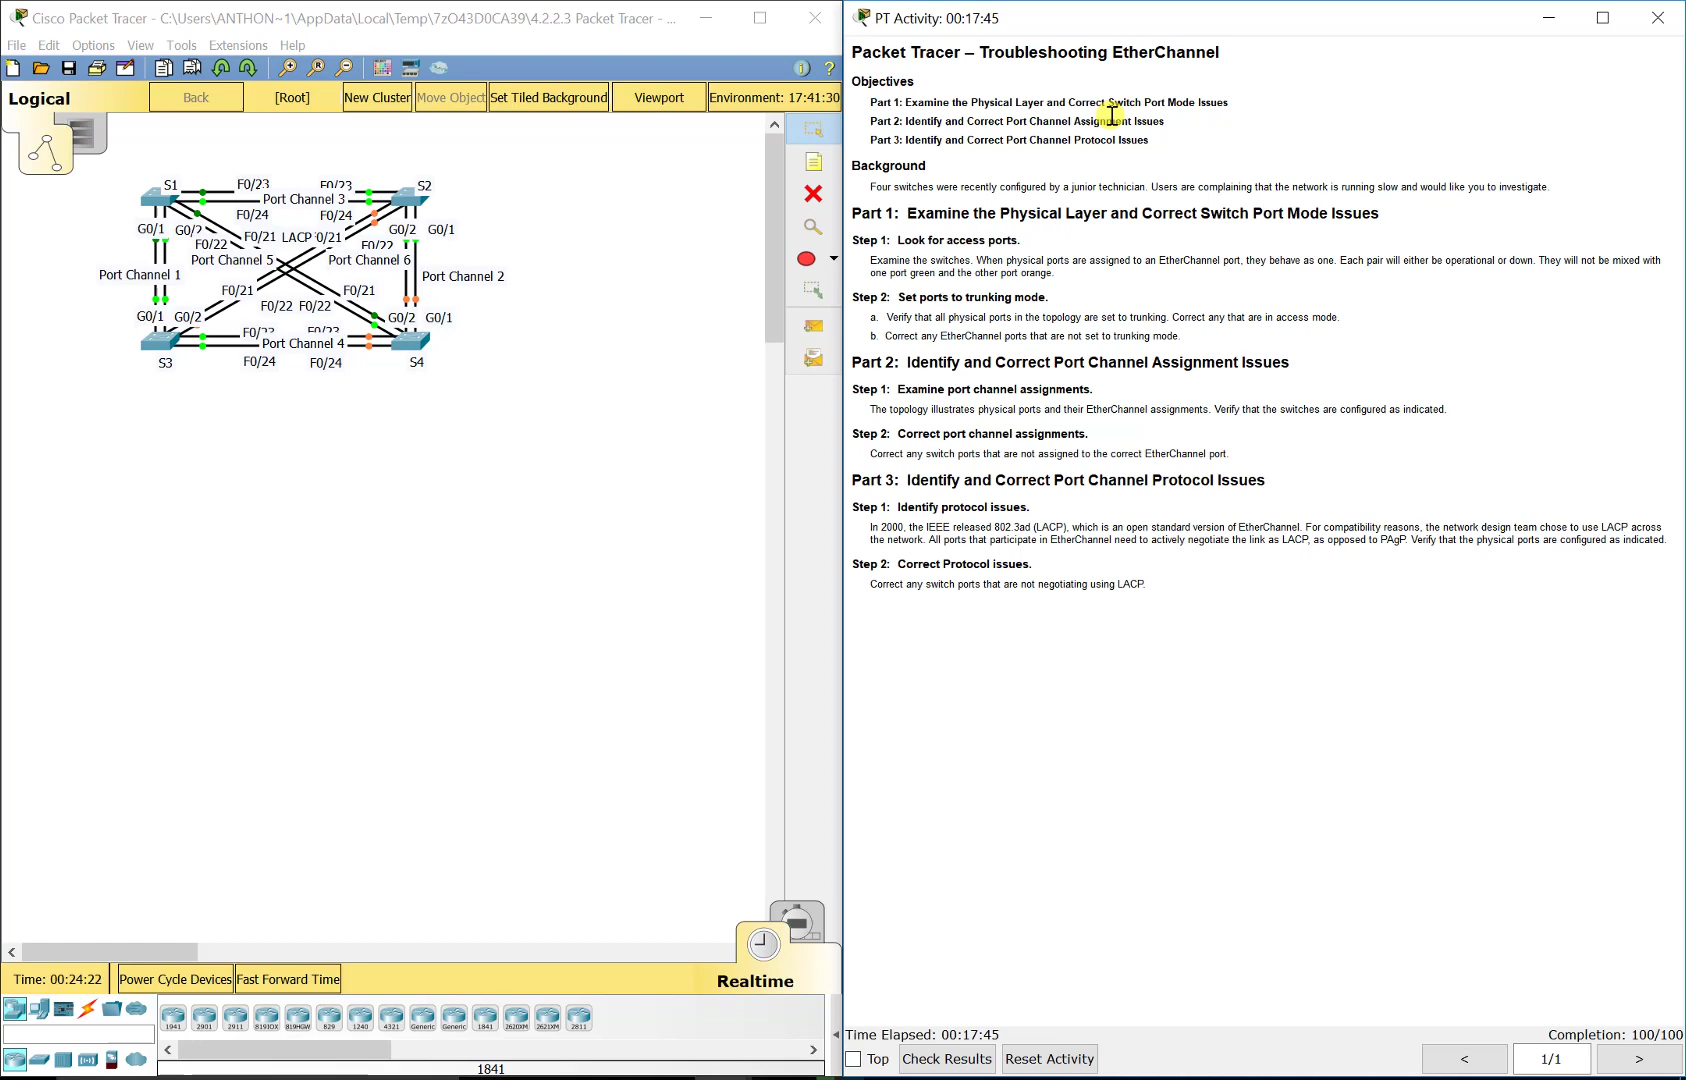 Cisco Packet Tracer - C:\Users\ANTHON~1\AppData\Local\Temp\7zO43D0CA39\4.2.2.3 Packet Tracer - ...
File Edit Options View Tools Extensions Help
Logical
Back
[Root]
New Cluster
Move Object
Set Tiled Background
Viewport
Environment: 17:41:30
S1
F0/23
F0/23
S2
Port Channel 3
F0/24
F0/24
G0/1
G0/2
F0/22
F0/21
LACP
0/21
F0/22
G0/2
G0/1
Port Channel 5
Port Channel 6
Port Channel 1
Port Channel 2
F0/21
F0/21
F0/22
F0/22
G0/1
G0/2
G0/2
G0/1
F0/23
F0/23
Port Channel 4
S3
F0/24
F0/24
S4
Time: 00:24:22
Power Cycle Devices
Fast Forward Time
Realtime
1941 2901 2911 819IOX 819HGW 829 1240 4321 Generic Generic 1841 2620XM 2621XM 2811
1841
PT Activity: 00:17:45
Packet Tracer – Troubleshooting EtherChannel
Objectives
Part 1: Examine the Physical Layer and Correct Switch Port Mode Issues
Part 2: Identify and Correct Port Channel Assignment Issues
Part 3: Identify and Correct Port Channel Protocol Issues
Background
Four switches were recently configured by a junior technician. Users are complaining that the network is running slow and would like you to investigate.
Part 1: Examine the Physical Layer and Correct Switch Port Mode Issues
Step 1: Look for access ports.
Examine the switches. When physical ports are assigned to an EtherChannel port, they behave as one. Each pair will either be operational or down. They will not be mixed with
one port green and the other port orange.
Step 2: Set ports to trunking mode.
a. Verify that all physical ports in the topology are set to trunking. Correct any that are in access mode.
b. Correct any EtherChannel ports that are not set to trunking mode.
Part 2: Identify and Correct Port Channel Assignment Issues
Step 1: Examine port channel assignments.
The topology illustrates physical ports and their EtherChannel assignments. Verify that the switches are configured as indicated.
Step 2: Correct port channel assignments.
Correct any switch ports that are not assigned to the correct EtherChannel port.
Part 3: Identify and Correct Port Channel Protocol Issues
Step 1: Identify protocol issues.
In 2000, the IEEE released 802.3ad (LACP), which is an open standard version of EtherChannel. For compatibility reasons, the network design team chose to use LACP across
the network. All ports that participate in EtherChannel need to actively negotiate the link as LACP, as opposed to PAgP. Verify that the physical ports are configured as indicated.
Step 2: Correct Protocol issues.
Correct any switch ports that are not negotiating using LACP.
Time Elapsed: 00:17:45
Completion: 100/100
Top
Check Results
Reset Activity
<
1/1
>